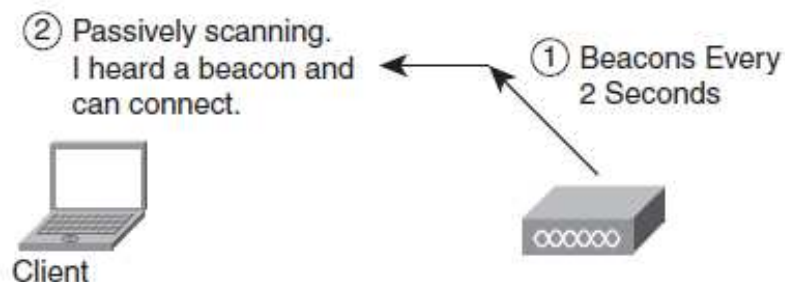 ② Passively scanning.
I heard a beacon and
can connect.
① Beacons Every
2 Seconds
Client